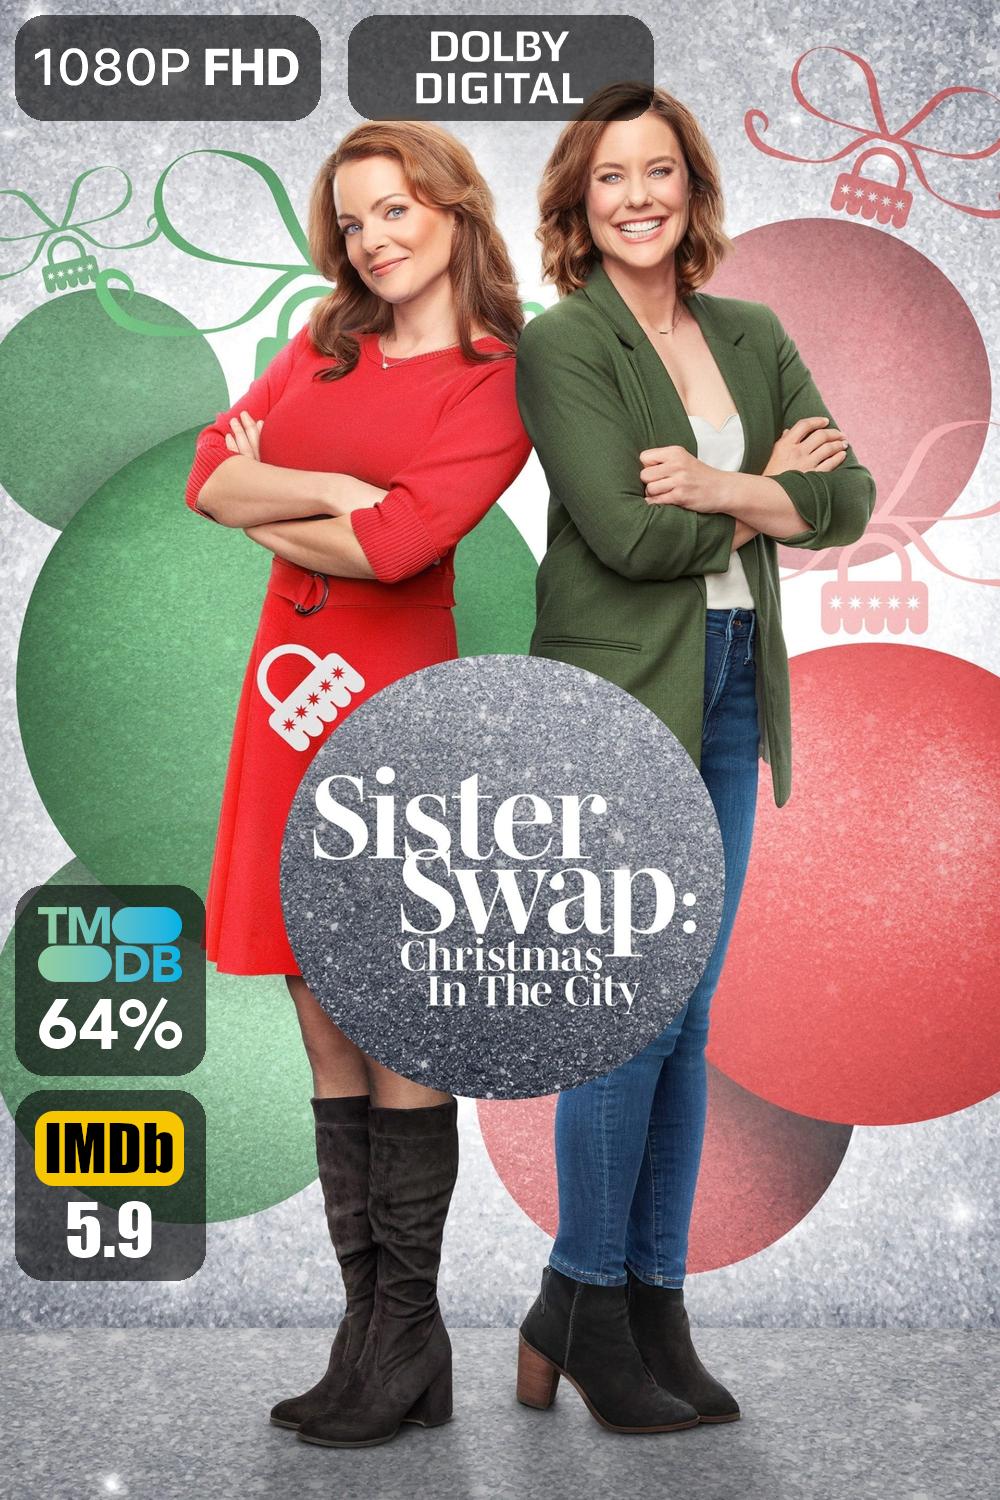 1080P FHD
DOLBY
DIGITAL
Sister
Swap:
Christmas
In The City
TM
DB
64%
IMDb
5.9